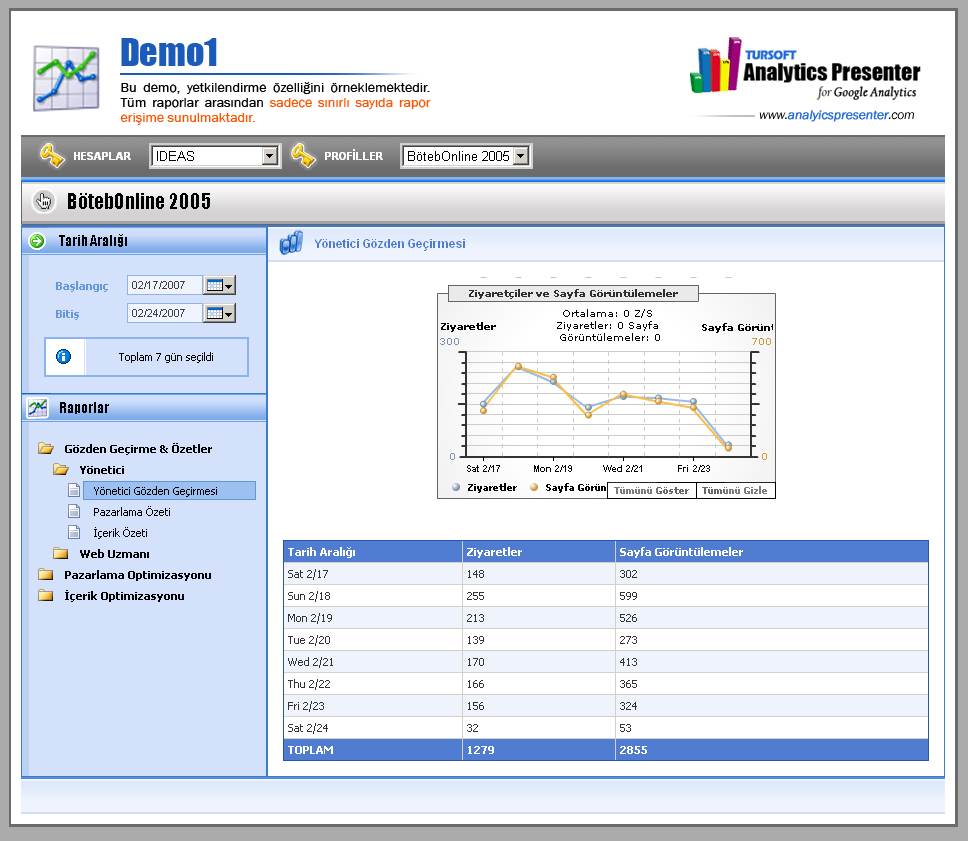 Demo1
Bu demo, yetkilendirme özelliğini örneklemektedir.
Tüm raporlar arasından sadece sınırlı sayıda rapor
erişime sunulmaktadır.
TURSOFT
Analytics Presenter
for Google Analytics
www.analyicspresenter.com
HESAPLAR IDEAS PROFİLLER BötebOnline 2005
BötebOnline 2005
Tarih Aralığı
Başlangıç 02/17/2007
Bitiş 02/24/2007
Toplam 7 gün seçildi
Raporlar
Gözden Geçirme & Özetler
Yönetici
Yönetici Gözden Geçirmesi
Pazarlama Özeti
İçerik Özeti
Web Uzmanı
Pazarlama Optimizasyonu
İçerik Optimizasyonu
Yönetici Gözden Geçirmesi
Ziyaretçiler ve Sayfa Görüntülemeler
Ortalama: 0 Z/S
Ziyaretler: 0 Sayfa
Görüntülemeler: 0
Ziyaretler Sayfa Görünt
300 700
0 0
Sat 2/17 Mon 2/19 Wed 2/21 Fri 2/23
Ziyaretler Sayfa Görün Tümünü Göster Tümünü Gizle
Tarih Aralığı Ziyaretler Sayfa Görüntülemeler
Sat 2/17 148 302
Sun 2/18 255 599
Mon 2/19 213 526
Tue 2/20 139 273
Wed 2/21 170 413
Thu 2/22 166 365
Fri 2/23 156 324
Sat 2/24 32 53
TOPLAM 1279 2855